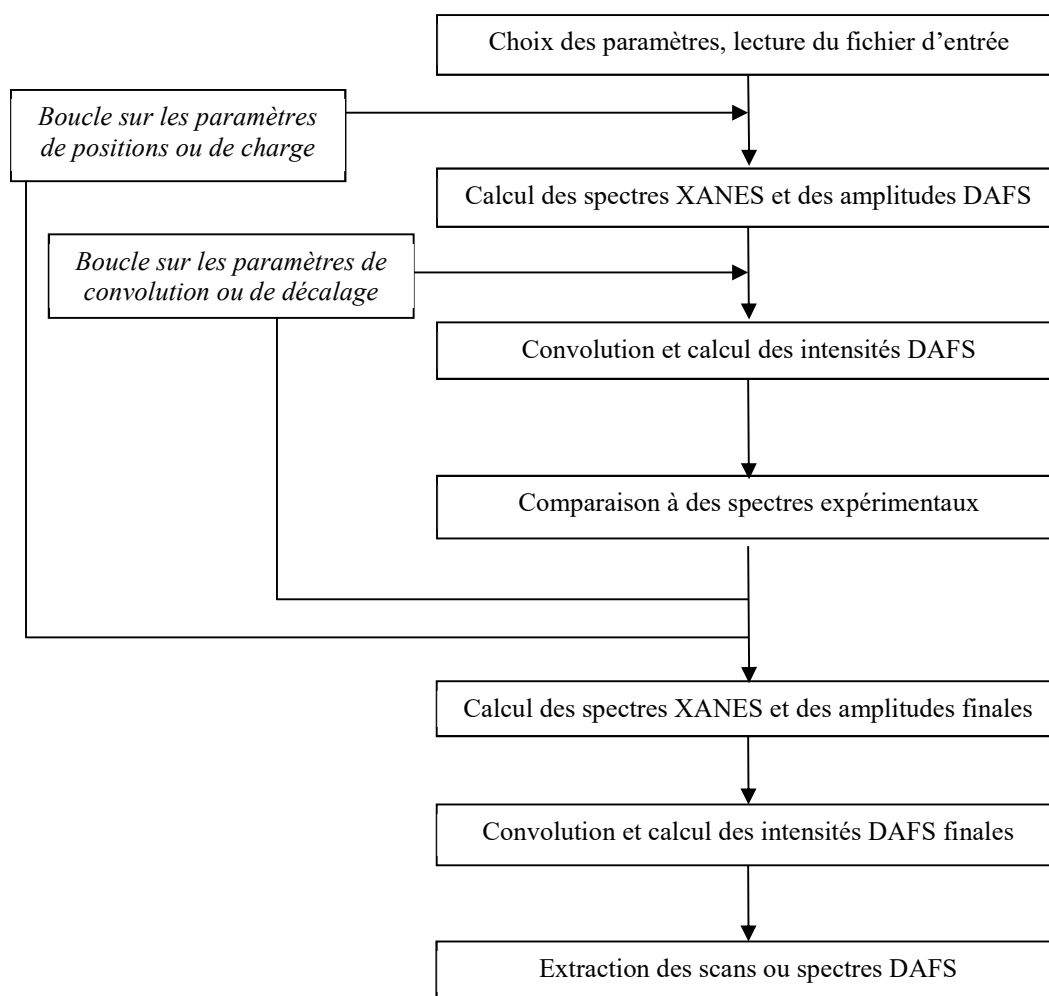 Choix des paramètres, lecture du fichier d’entrée
Boucle sur les paramètres
de positions ou de charge
Calcul des spectres XANES et des amplitudes DAFS
Boucle sur les paramètres de
convolution ou de décalage
Convolution et calcul des intensités DAFS
Comparaison à des spectres expérimentaux
Calcul des spectres XANES et des amplitudes finales
Convolution et calcul des intensités DAFS finales
Extraction des scans ou spectres DAFS